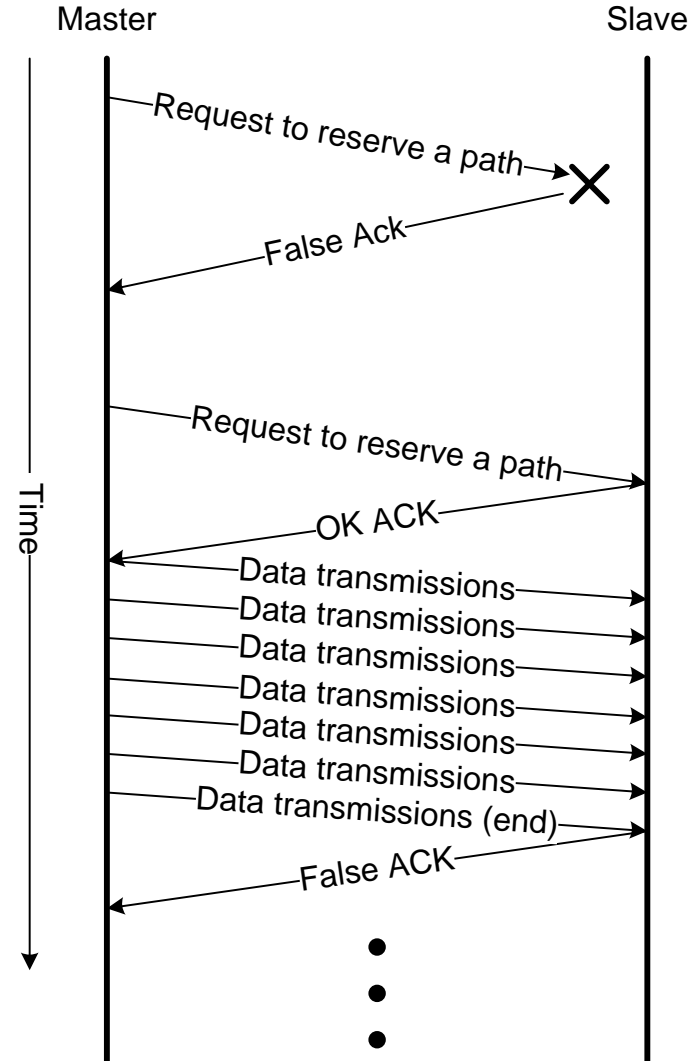 Master
Slave
Request to reserve a path
False Ack
Request to reserve a path
Time
OK ACK
Data transmissions
Data transmissions
Data transmissions
Data transmissions
Data transmissions
Data transmissions
Data transmissions (end)
False ACK